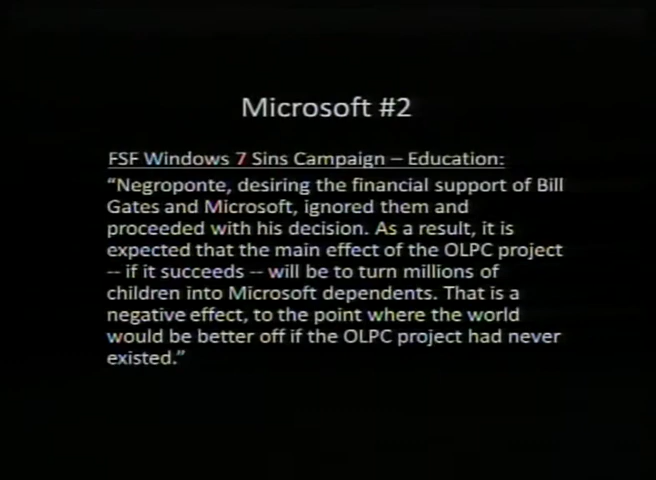 Microsoft #2
FSF Windows 7 Sins Campaign – Education:
“Negroponte, desiring the financial support of Bill
Gates and Microsoft, ignored them and
proceeded with his decision. As a result, it is
expected that the main effect of the OLPC project
-- if it succeeds -- will be to turn millions of
children into Microsoft dependents. That is a
negative effect, to the point where the world
would be better off if the OLPC project had never
existed.”